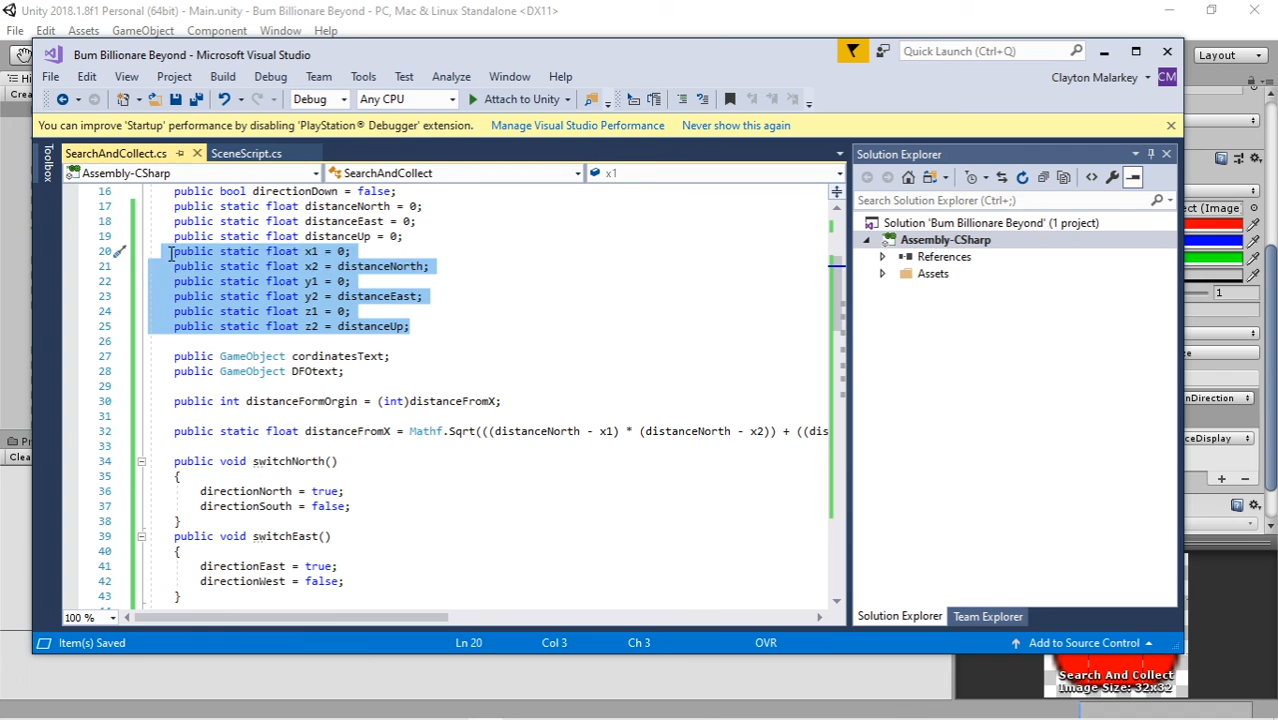 Unity 2018.1.8f1 Personal (64bit) - Main.unity - Bum Billionare Beyond - PC, Mac & Linux Standalone <DX11>
File Edit Assets GameObject Component Window Help
Bum Billionare Beyond - Microsoft Visual Studio
Quick Launch (Ctrl+Q)
Layout
File Edit View Project Build Debug Team Tools Test Analyze Window Help
Clayton Malarkey CM
Debug Any CPU Attach to Unity
You can improve 'Startup' performance by disabling 'PlayStation® Debugger' extension. Manage Visual Studio Performance Never show this again
Toolbox
SearchAndCollect.cs SceneScript.cs
Solution Explorer
Assembly-CSharp SearchAndCollect x1
16 public bool directionDown = false;
17 public static float distanceNorth = 0;
18 public static float distanceEast = 0;
19 public static float distanceUp = 0;
20 public static float x1 = 0;
21 public static float x2 = distanceNorth;
22 public static float y1 = 0;
23 public static float y2 = distanceEast;
24 public static float z1 = 0;
25 public static float z2 = distanceUp;
26
27 public GameObject cordinatesText;
28 public GameObject DFOtext;
29
30 public int distanceFormOrgin = (int)distanceFromX;
31
32 public static float distanceFromX = Mathf.Sqrt(((distanceNorth - x1) * (distanceNorth - x2)) + ((dis
33
34 public void switchNorth()
35 {
36 directionNorth = true;
37 directionSouth = false;
38 }
39 public void switchEast()
40 {
41 directionEast = true;
42 directionWest = false;
43 }
Search Solution Explorer (Ctrl+;)
Solution 'Bum Billionare Beyond' (1 project)
Assembly-CSharp
References
Assets
100 %
Solution Explorer Team Explorer
Item(s) Saved Ln 20 Col 3 Ch 3 OVR Add to Source Control
1
Search And Collect
Image Size: 32x32